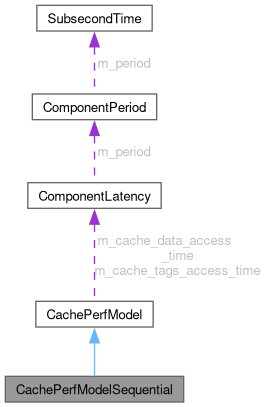 SubsecondTime
m_period
ComponentPeriod
m_period
ComponentLatency
m_cache_data_access
_time
m_cache_tags_access_time
CachePerfModel
CachePerfModelSequential